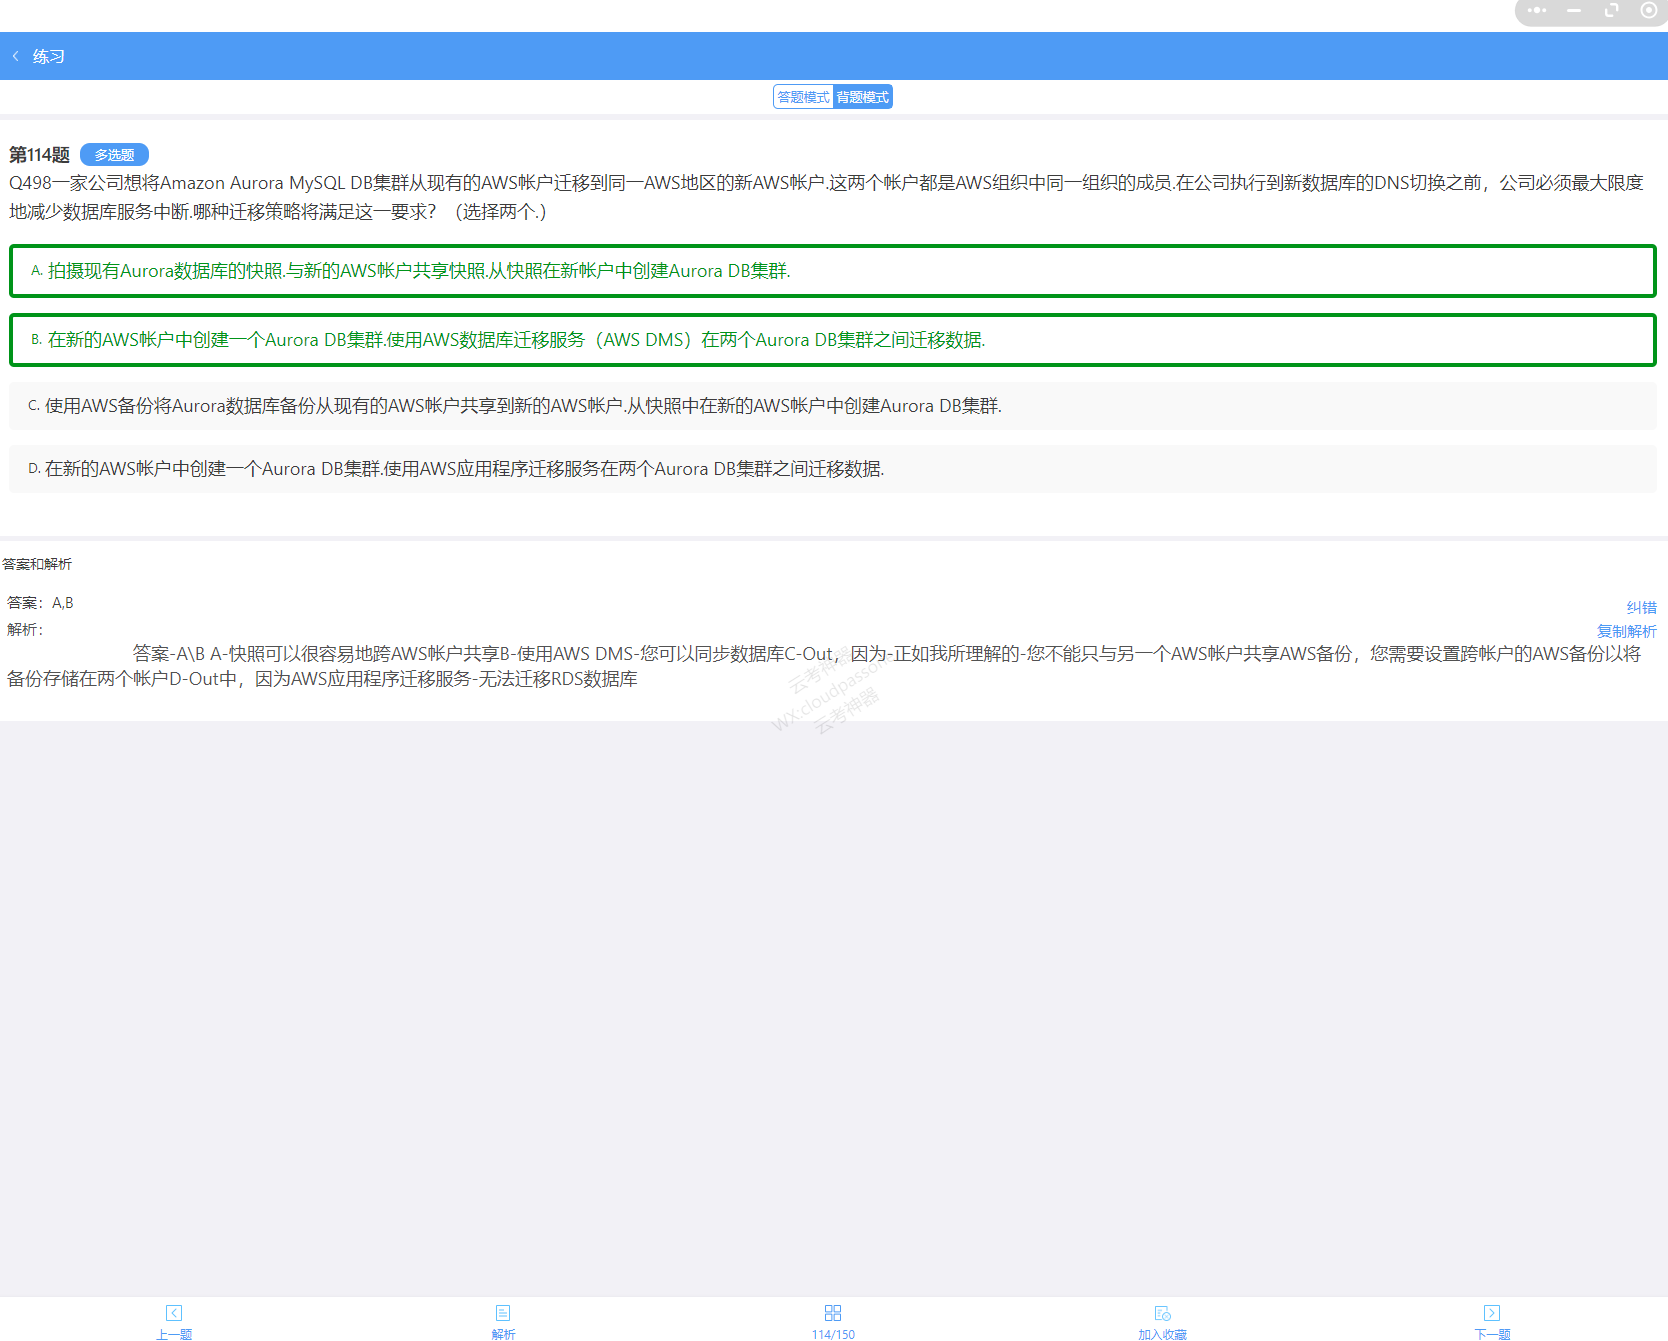 练习
答题模式 背题模式
第114题 多选题
Q498一家公司想将Amazon Aurora MySQL DB集群从现有的AWS帐户迁移到同一AWS地区的新AWS帐户.这两个帐户都是AWS组织中同一组织的成员.在公司执行到新数据库的DNS切换之前，公司必须最大限度
地减少数据库服务中断.哪种迁移策略将满足这一要求？（选择两个.）
A. 拍摄现有Aurora数据库的快照.与新的AWS帐户共享快照.从快照在新帐户中创建Aurora DB集群.
B. 在新的AWS帐户中创建一个Aurora DB集群.使用AWS数据库迁移服务（AWS DMS）在两个Aurora DB集群之间迁移数据.
C. 使用AWS备份将Aurora数据库备份从现有的AWS帐户共享到新的AWS帐户.从快照中在新的AWS帐户中创建Aurora DB集群.
D. 在新的AWS帐户中创建一个Aurora DB集群.使用AWS应用程序迁移服务在两个Aurora DB集群之间迁移数据.
答案和解析
答案：A,B
纠错
解析：
复制解析
答案-A\B A-快照可以很容易地跨AWS帐户共享B-使用AWS DMS-您可以同步数据库C-Out，因为-正如我所理解的-您不能只与另一个AWS帐户共享AWS备份，您需要设置跨帐户的AWS备份以将
备份存储在两个帐户D-Out中，因为AWS应用程序迁移服务-无法迁移RDS数据库
云考神器
云考神器
上一题 解析 114/150 加入收藏 下一题